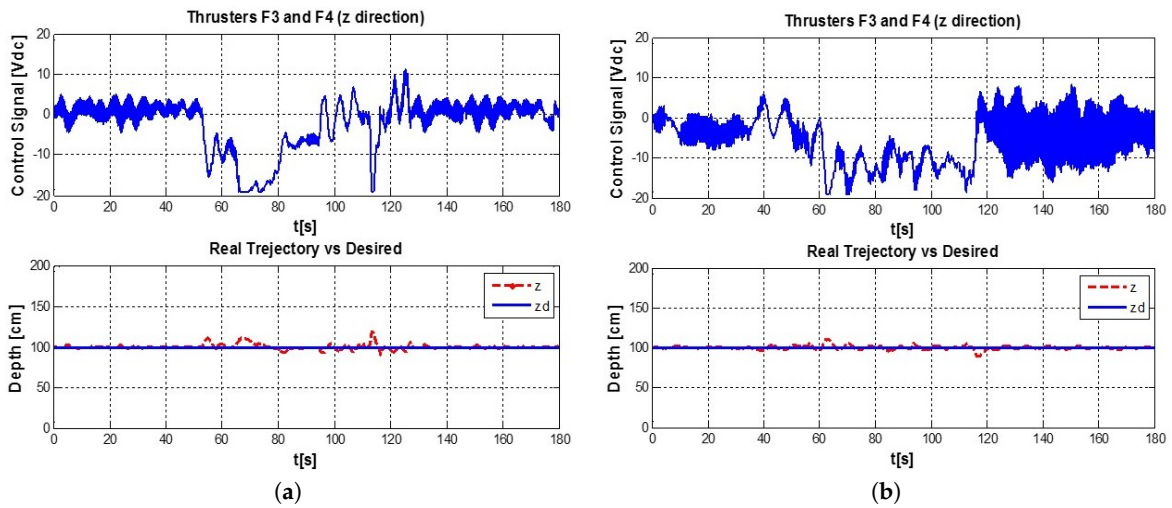 Thrusters F3 and F4 (z direction)
Control Signal [Vdc]
20
10
0
-10
-20
0 20 40 60 80 100 120 140 160 180
t[s]
Real Trejectory vs Desired
Depth [cm]
200
150
100
50
0
z
zd
0 20 40 60 80 100 120 140 160 180
t[s]
(a)
Thrusters F3 and F4 (z direction)
Control Signal [Vdc]
20
10
0
-10
-20
0 20 40 60 80 100 120 140 160 180
t[s]
Real Trejectory vs Desired
Depth [cm]
200
150
100
50
0
z
zd
0 20 40 60 80 100 120 140 160 180
t[s]
(b)